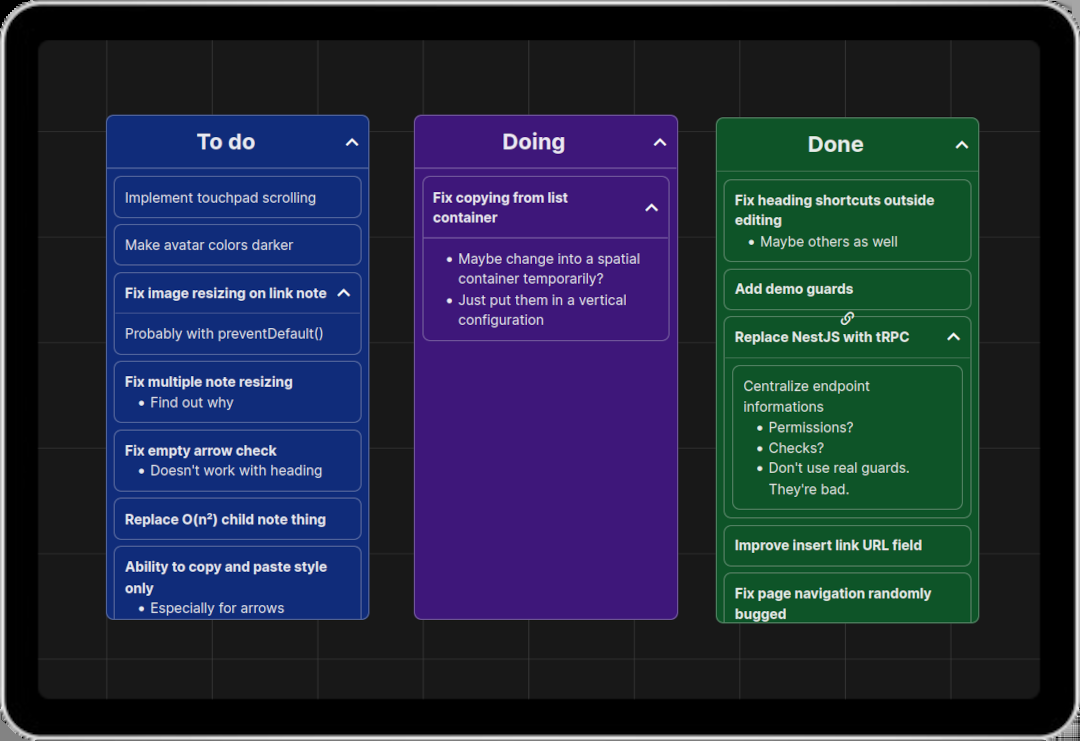 To do
Implement touchpad scrolling
Make avatar colors darker
Fix image resizing on link note
Probably with preventDefault()
Fix multiple note resizing
• Find out why
Fix empty arrow check
• Doesn't work with heading
Replace O(n²) child note thing
Ability to copy and paste style
only
• Especially for arrows
Doing
Fix copying from list
container
• Maybe change into a spatial
container temporarily?
• Just put them in a vertical
configuration
Done
Fix heading shortcuts outside
editing
• Maybe others as well
Add demo guards
Replace NestJS with tRPC
Centralize endpoint
informations
• Permissions?
• Checks?
• Don't use real guards.
They're bad.
Improve insert link URL field
Fix page navigation randomly
bugged